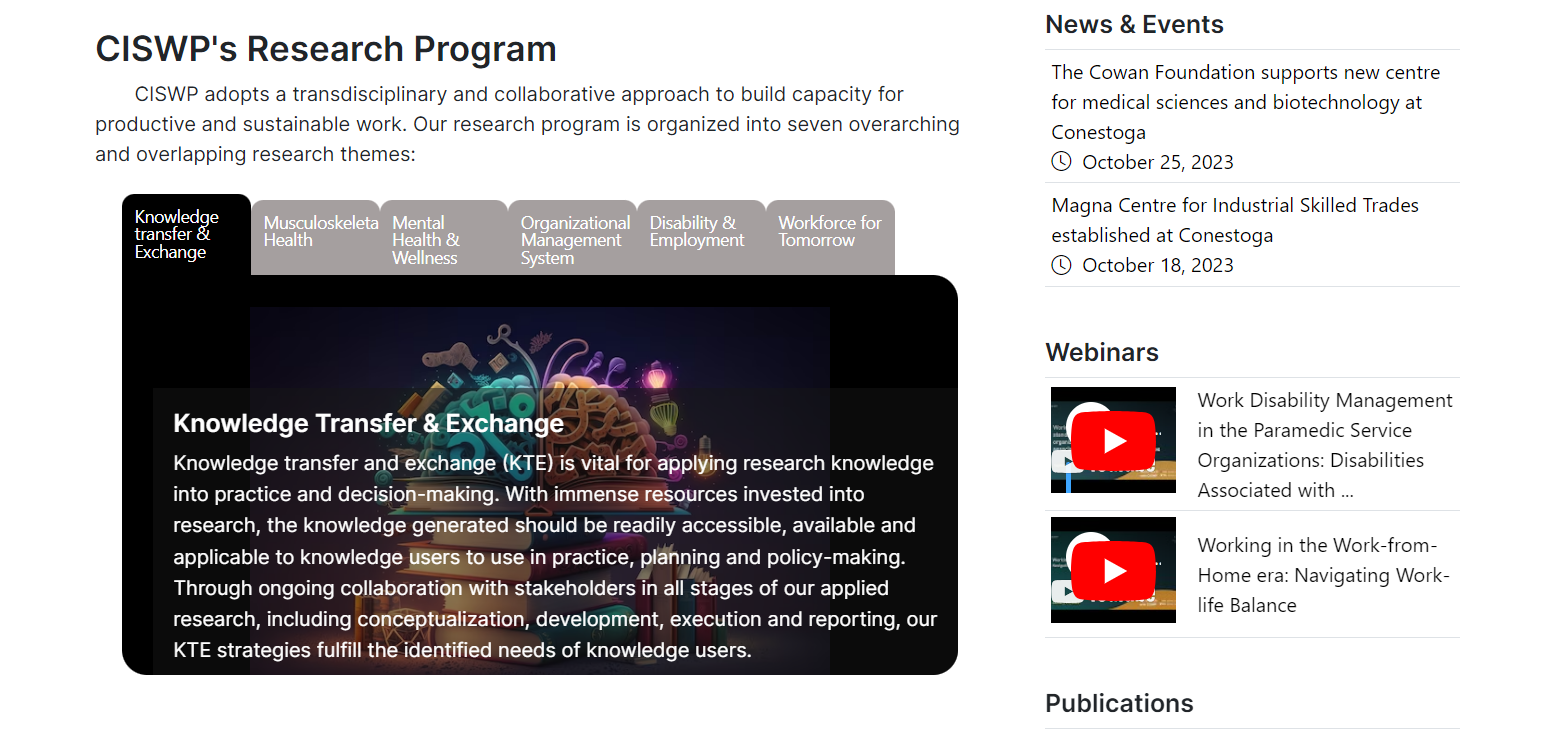 CISWP's Research Program
CISWP adopts a transdisciplinary and collaborative approach to build capacity for
productive and sustainable work. Our research program is organized into seven overarching
and overlapping research themes:
Knowledge
transfer &
Exchange
Musculoskeleta
Health
Mental
Health &
Wellness
Organizational
Management
System
Disability &
Employment
Workforce for
Tomorrow
Knowledge Transfer & Exchange
Knowledge transfer and exchange (KTE) is vital for applying research knowledge
into practice and decision-making. With immense resources invested into
research, the knowledge generated should be readily accessible, available and
applicable to knowledge users to use in practice, planning and policy-making.
Through ongoing collaboration with stakeholders in all stages of our applied
research, including conceptualization, development, execution and reporting, our
KTE strategies fulfill the identified needs of knowledge users.
News & Events
The Cowan Foundation supports new centre
for medical sciences and biotechnology at
Conestoga
October 25, 2023
Magna Centre for Industrial Skilled Trades
established at Conestoga
October 18, 2023
Webinars
Work Disability Management
in the Paramedic Service
Organizations: Disabilities
Associated with ...
Working in the Work-from-
Home era: Navigating Work-
life Balance
Publications